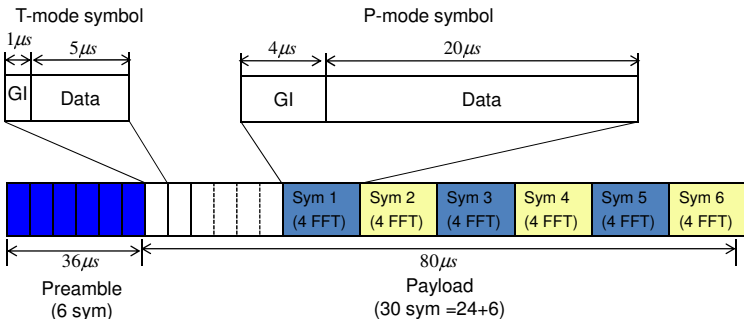 T-mode symbol
P-mode symbol
1μs
5μs
4μs
20μs
GI
Data
GI
Data
Sym 1
(4 FFT)
Sym 2
(4 FFT)
Sym 3
(4 FFT)
Sym 4
(4 FFT)
Sym 5
(4 FFT)
Sym 6
(4 FFT)
36μs
80μs
Preamble
(6 sym)
Payload
(30 sym =24+6)